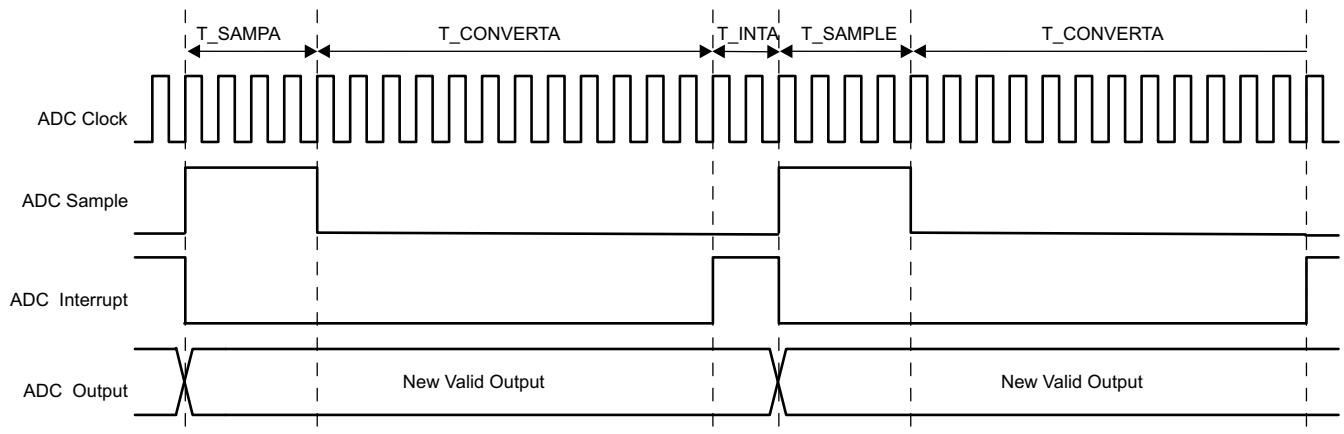 T_SAMPA T_CONVERTA T_INTA T_SAMPLE T_CONVERTA
ADC Clock
ADC Sample
ADC Interrupt
ADC Output New Valid Output New Valid Output